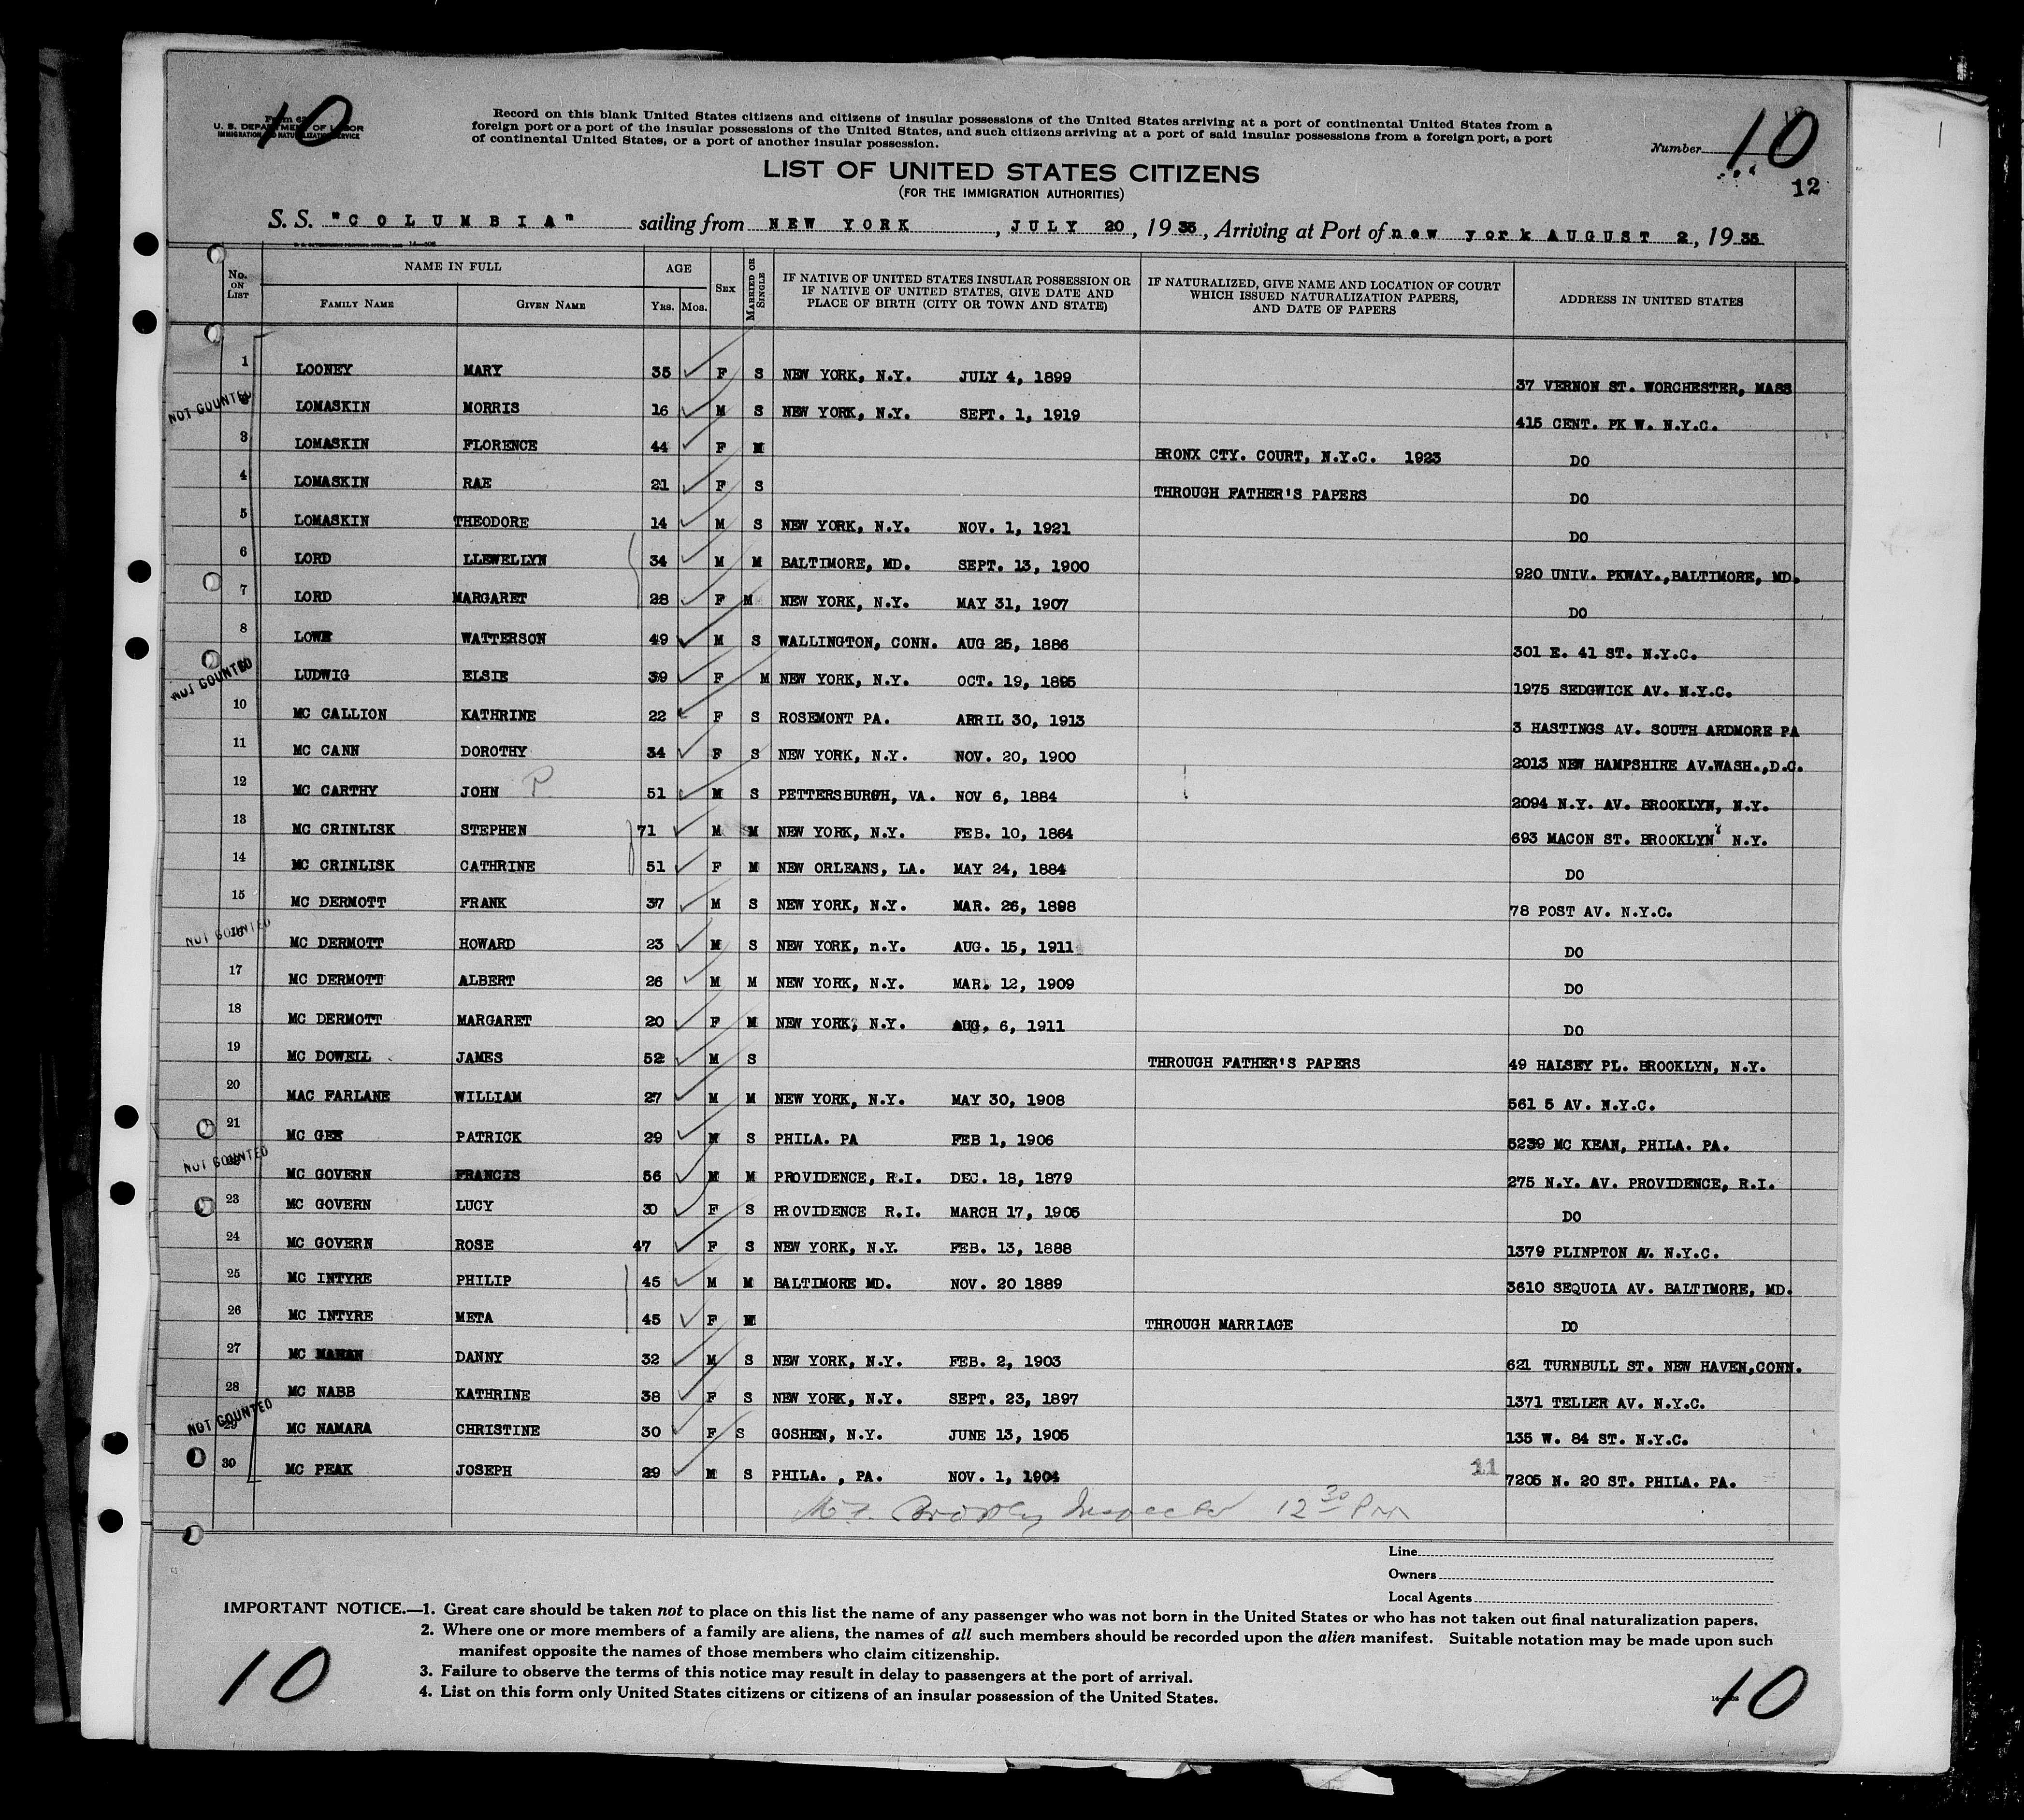 10
Form 6
U. S. DEPARTMENT OF LABOR
IMMIGRATION AND NATURALIZATION SERVICE
Record on this blank United States citizens and citizens of insular possessions of the United States arriving at a port of continental United States from a
foreign port or a port of the insular possessions of the United States, and such citizens arriving at a port of said insular possessions from a foreign port, a port
of continental United States, or a port of another insular possession.
Number 10
12
LIST OF UNITED STATES CITIZENS
(FOR THE IMMIGRATION AUTHORITIES)
S. S. "COLUMBIA" sailing from NEW YORK, JULY 20, 1935, Arriving at Port of new york AUGUST 2, 1935
No. ON LIST
NAME IN FULL
FAMILY NAME GIVEN NAME
AGE
YRS. MOS.
SEX
MARRIED OR SINGLE
IF NATIVE OF UNITED STATES INSULAR POSSESSION OR
IF NATIVE OF UNITED STATES, GIVE DATE AND
PLACE OF BIRTH (CITY OR TOWN AND STATE)
IF NATURALIZED, GIVE NAME AND LOCATION OF COURT
WHICH ISSUED NATURALIZATION PAPERS,
AND DATE OF PAPERS
ADDRESS IN UNITED STATES
1 LOONEY MARY 35 F S NEW YORK, N.Y. JULY 4, 1899 37 VERNON ST. WORCHESTER, MASS
NOT COUNTED LOMASKIN MORRIS 16 M S NEW YORK, N.Y. SEPT. 1, 1919 415 CENT. PK W. N.Y.C.
3 LOMASKIN FLORENCE 44 F M BRONX CTY. COURT, N.Y.C. 1923 DO
4 LOMASKIN RAE 21 F S THROUGH FATHER'S PAPERS DO
5 LOMASKIN THEODORE 14 M S NEW YORK, N.Y. NOV. 1, 1921 DO
6 LORD LLEWELLYN 34 M M BALTIMORE, MD. SEPT. 13, 1900 920 UNIV. PKWAY.,BALTIMORE, MD.
7 LORD MARGARET 28 F M NEW YORK, N.Y. MAY 31, 1907 DO
8 LOWE WATTERSON 49 M S WALLINGTON, CONN. AUG 25, 1886 301 E. 41 ST. N.Y.C.
NOT COUNTED LUDWIG ELSIE 39 F M NEW YORK, N.Y. OCT. 19, 1895 1975 SEDGWICK AV. N.Y.C.
10 MC CALLION KATHRINE 22 F S ROSEMONT PA. APRIL 30, 1913 3 HASTINGS AV. SOUTH ARDMORE PA
11 MC CANN DOROTHY 34 F S NEW YORK, N.Y. NOV. 20, 1900 2013 NEW HAMPSHIRE AV.WASH.,D.C.
12 MC CARTHY JOHN P 51 M S PETTERSBURGH, VA. NOV 6, 1884 2094 N.Y. AV. BROOKLYN, N.Y.
13 MC CRINLISK STEPHEN 71 M M NEW YORK, N.Y. FEB. 10, 1864 693 MACON ST. BROOKLYN N.Y.
14 MC CRINLISK CATHRINE 51 F M NEW ORLEANS, LA. MAY 24, 1884 DO
15 MC DERMOTT FRANK 37 M S NEW YORK, N.Y. MAR. 26, 1898 78 POST AV. N.Y.C.
NOT COUNTED 16 MC DERMOTT HOWARD 23 M S NEW YORK, n.Y. AUG. 15, 1911 DO
17 MC DERMOTT ALBERT 26 M M NEW YORK, N.Y. MAR. 12, 1909 DO
18 MC DERMOTT MARGARET 20 F M NEW YORK, N.Y. AUG. 6, 1911 DO
19 MC DOWELL JAMES 52 M S THROUGH FATHER'S PAPERS 49 HALSEY PL. BROOKLYN, N.Y.
20 MAC FARLANE WILLIAM 27 M M NEW YORK, N.Y. MAY 30, 1908 561 5 AV. N.Y.C.
21 MC GEE PATRICK 29 M S PHILA. PA FEB 1, 1906 5239 MC KEAN, PHILA. PA.
NOT COUNTED 22 MC GOVERN FRANCIS 56 M M PROVIDENCE, R.I. DEC. 18, 1879 275 N.Y. AV. PROVIDENCE, R.I.
23 MC GOVERN LUCY 30 F S PROVIDENCE R.I. MARCH 17, 1905 DO
24 MC GOVERN ROSE 47 F S NEW YORK, N.Y. FEB. 13, 1888 1379 PLINPTON AV. N.Y.C.
25 MC INTYRE PHILIP 45 M M BALTIMORE MD. NOV. 20 1889 3610 SEQUOIA AV. BALTIMORE, MD.
26 MC INTYRE META 45 F M THROUGH MARRIAGE DO
27 MC DANNY 32 M S NEW YORK, N.Y. FEB. 2, 1903 621 TURNBULL ST. NEW HAVEN,CONN.
28 MC NABB KATHRINE 38 F S NEW YORK, N.Y. SEPT. 23, 1897 1371 TELLER AV. N.Y.C.
NOT COUNTED 29 MC NAMARA CHRISTINE 30 F S GOSHEN, N.Y. JUNE 13, 1905 135 W. 84 ST. N.Y.C.
30 MC PEAK JOSEPH 29 M S PHILA. , PA. NOV. 1, 1904 11 7205 N. 20 ST. PHILA. PA.
Inspector 12 30 Pm
Line
Owners
Local Agents
IMPORTANT NOTICE.—1. Great care should be taken not to place on this list the name of any passenger who was not born in the United States or who has not taken out final naturalization papers.
2. Where one or more members of a family are aliens, the names of all such members should be recorded upon the alien manifest. Suitable notation may be made upon such
manifest opposite the names of those members who claim citizenship.
3. Failure to observe the terms of this notice may result in delay to passengers at the port of arrival.
4. List on this form only United States citizens or citizens of an insular possession of the United States.
10
10